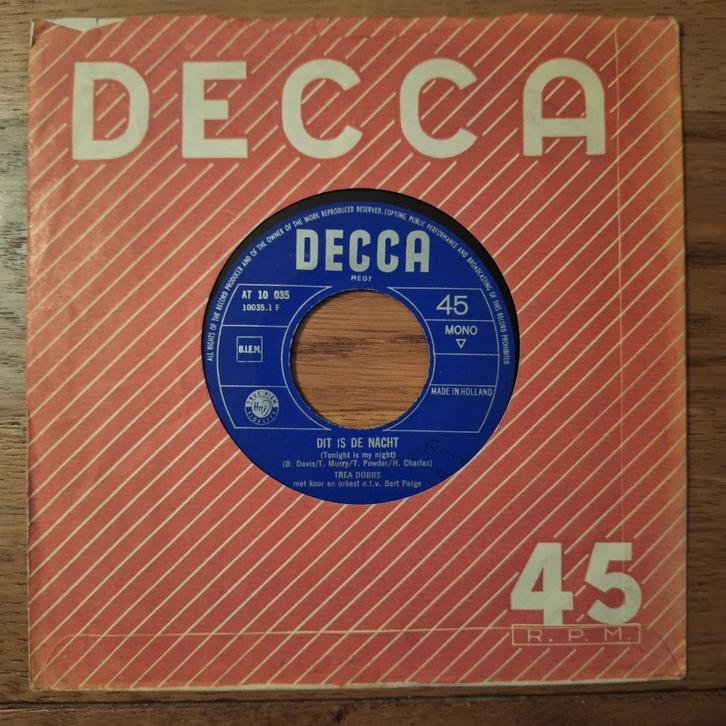 DECCA
ALL RIGHTS OF THE RECORD PRODUCER AND OF THE OWNER OF THE WORK REPRODUCED RESERVED. COPYING, PUBLIC PERFORMANCE AND BROADCASTING OF THIS RECORD PROHIBITED
DECCA
REGT
AT 10 035
10035.1 F
45
MONO
B.I.E.M.
MADE IN HOLLAND
TRUE HIGH
FIDELITY
DIT IS DE NACHT
(Tonight is my night)
(B. Davis/T. Murry/T. Powder/H. Charles)
TREA DOBBS
met koor en orkest o.l.v. Bert Paige
45
R. P. M.